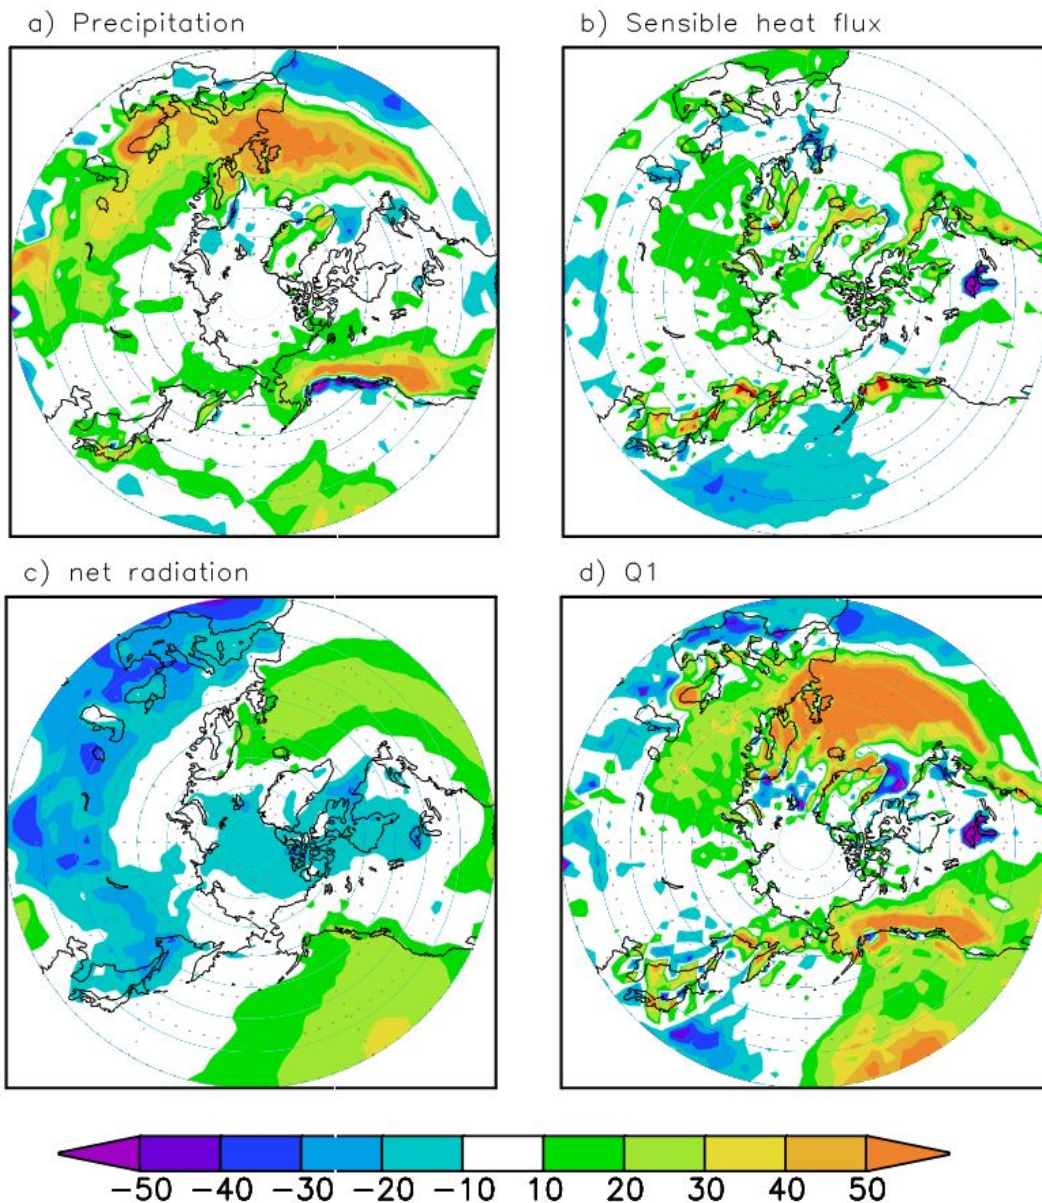 a) Precipitation
b) Sensible heat flux
c) net radiation
d) Q1
−50 −40 −30 −20 −10 10 20 30 40 50